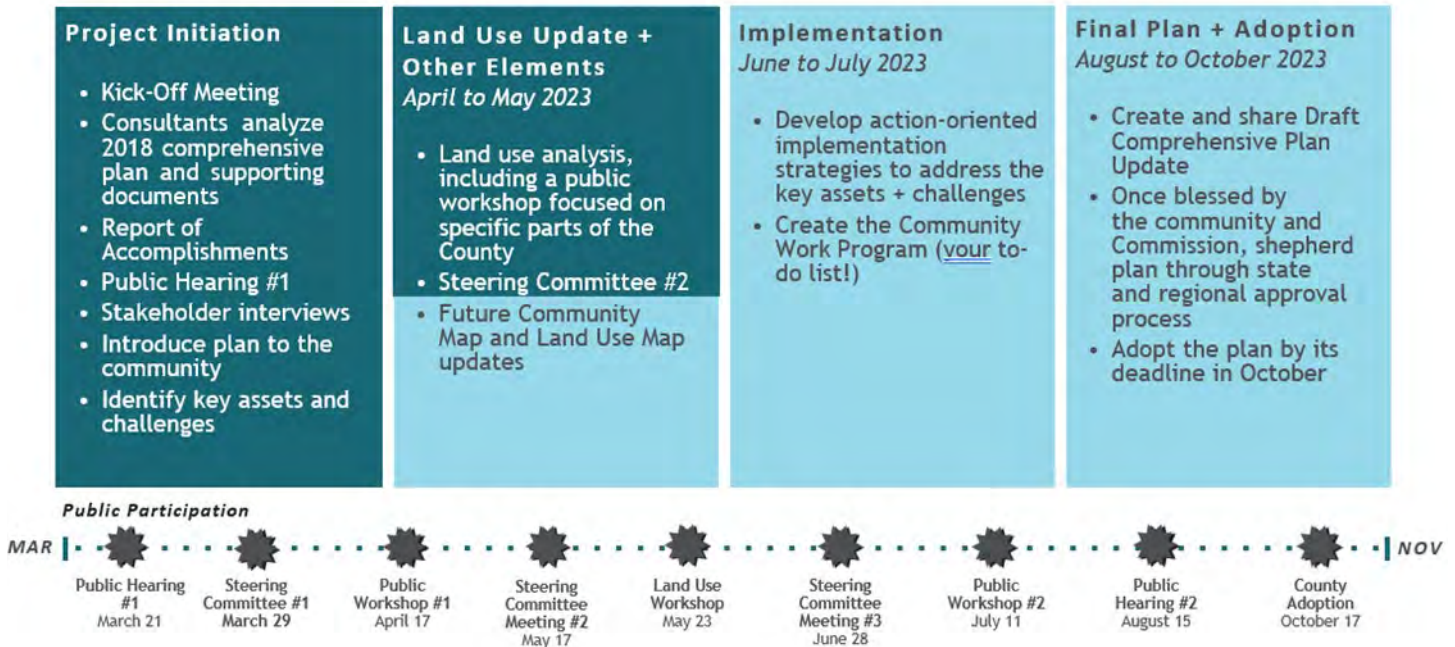 Project Initiation
• Kick-Off Meeting
• Consultants analyze
2018 comprehensive
plan and supporting
documents
• Report of
Accomplishments
• Public Hearing #1
• Stakeholder interviews
• Introduce plan to the
community
• Identify key assets and
challenges
Land Use Update +
Other Elements
April to May 2023
• Land use analysis,
including a public
workshop focused on
specific parts of the
County
• Steering Committee #2
• Future Community
Map and Land Use Map
updates
Implementation
June to July 2023
• Develop action-oriented
implementation
strategies to address the
key assets + challenges
• Create the Community
Work Program (your to-
do list!)
Final Plan + Adoption
August to October 2023
• Create and share Draft
Comprehensive Plan
Update
• Once blessed by
the community and
Commission, shepherd
plan through state
and regional approval
process
• Adopt the plan by its
deadline in October
Public Participation
MAR
NOV
Public Hearing
#1
March 21
Steering
Committee #1
March 29
Public
Workshop #1
April 17
Steering
Committee
Meeting #2
May 17
Land Use
Workshop
May 23
Steering
Committee
Meeting #3
June 28
Public
Workshop #2
July 11
Public
Hearing #2
August 15
County
Adoption
October 17